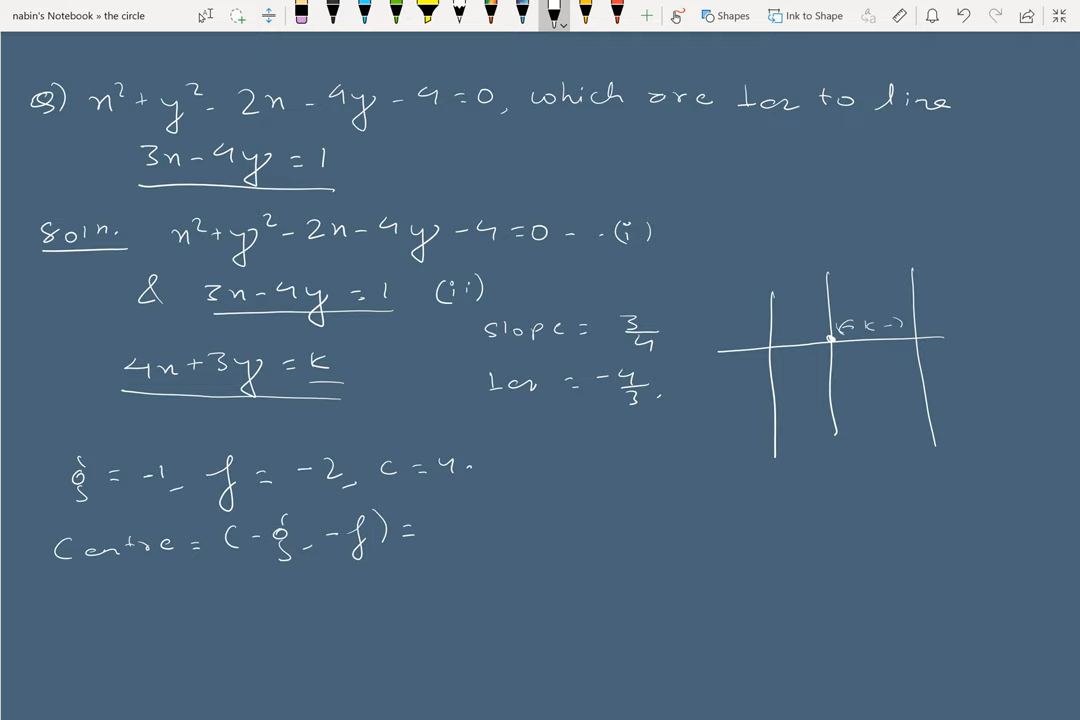 nabin's Notebook » the circle
Shapes
Ink to Shape
Q) x² + y² - 2x - 4y - 4 = 0, which are ⊥ar to line
3x - 4y = 1
Soln. x² + y² - 2x - 4y - 4 = 0 - - (i)
& 3x - 4y = 1 (ii)
slope = 3/4
4x + 3y = k
⊥ar = -4/3.
(← k →)
g = -1, f = -2, c = 4.
Centre = (-g, -f) =